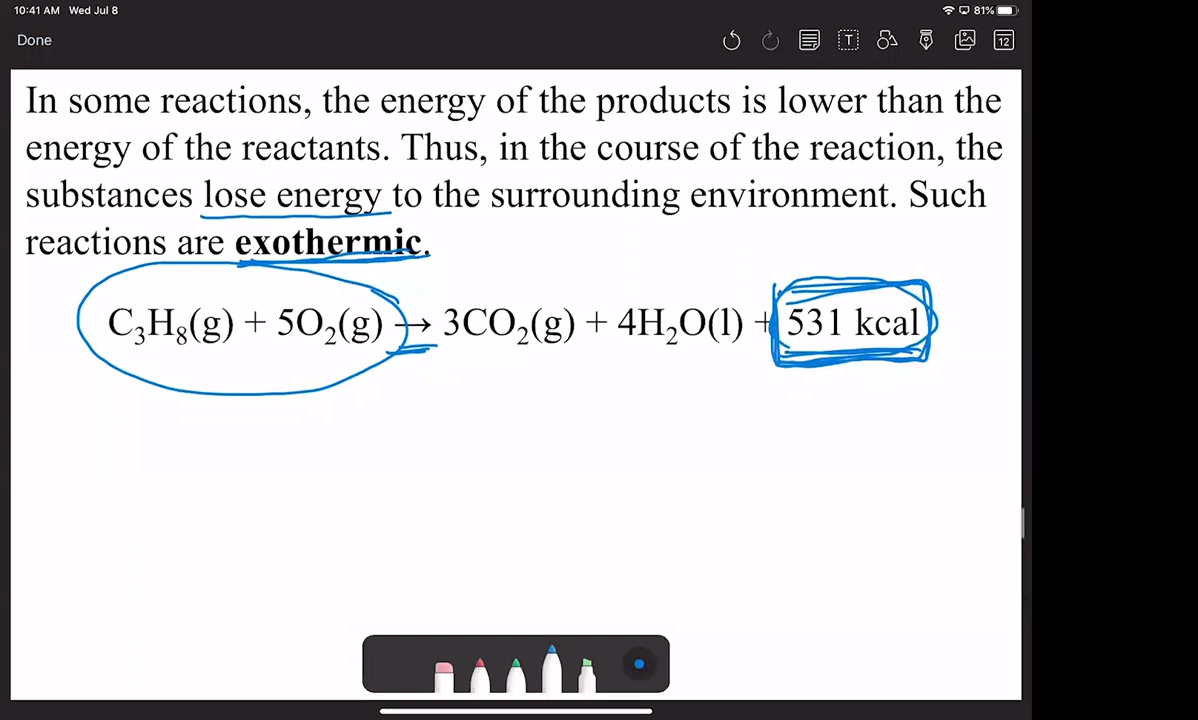 10:41 AM Wed Jul 8 81%
Done
12
In some reactions, the energy of the products is lower than the
energy of the reactants. Thus, in the course of the reaction, the
substances lose energy to the surrounding environment. Such
reactions are exothermic.
C₃H₈(g) + 5O₂(g) → 3CO₂(g) + 4H₂O(l) + 531 kcal